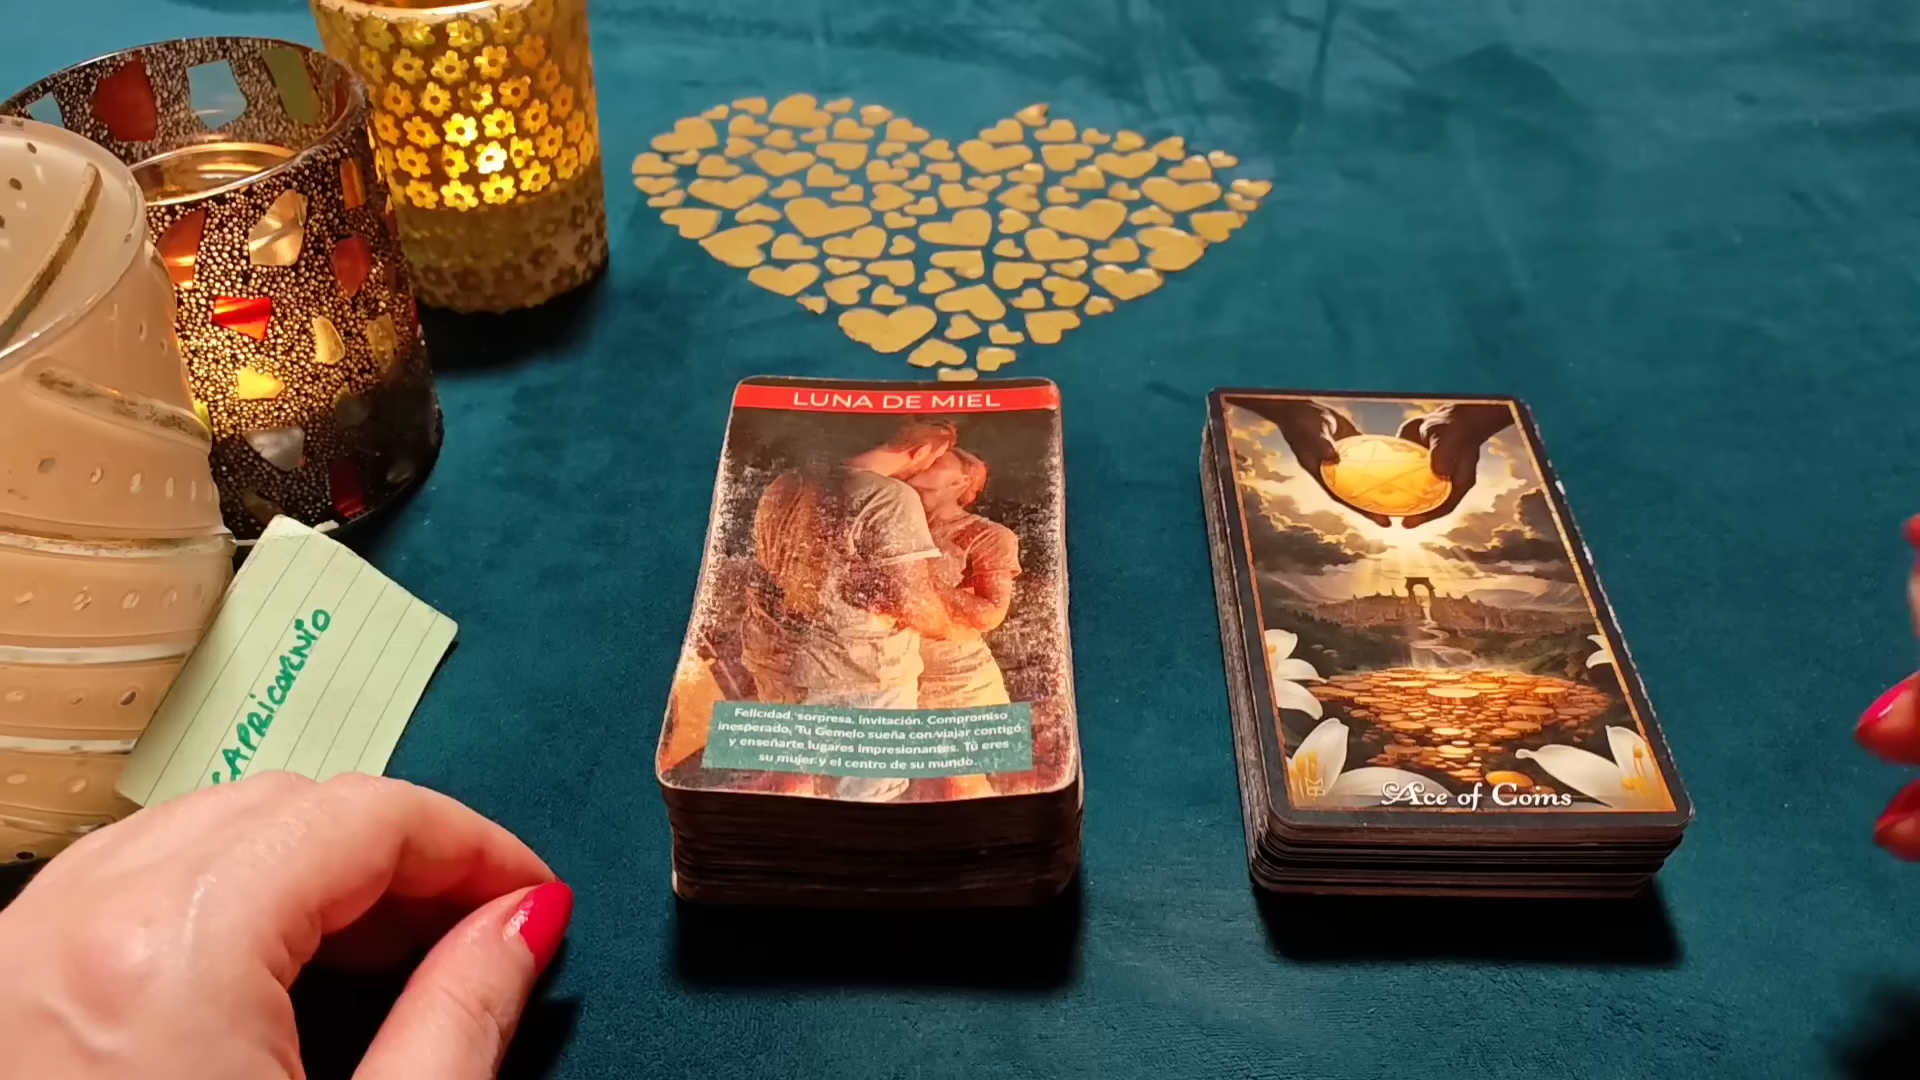 LUNA DE MIEL
Felicidad, sorpresa, invitación. Compromiso
inesperado. Tu Gemelo sueña con viajar contigo
y enseñarte lugares impresionantes. Tú eres
su mujer y el centro de su mundo.
Ace of Coins
CAPRICORNIO